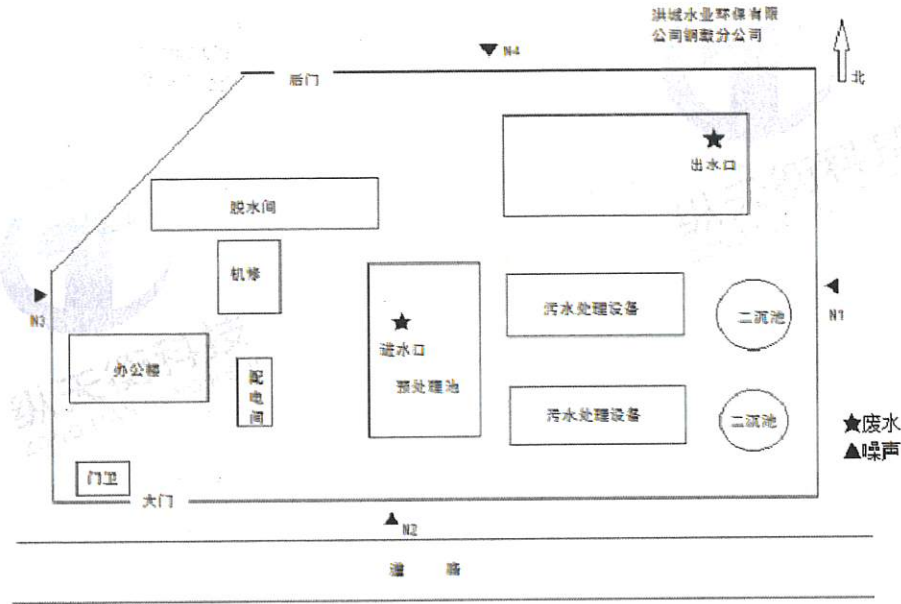 洪城水业环保有限
公司铜鼓分公司
北
N4
后门
出水口
脱水间
机修
N3
进水口
预处理池
污水处理设备
二沉池
N1
办公楼
配电间
污水处理设备
二沉池
★废水
▲噪声
门卫
大门
N2
道路